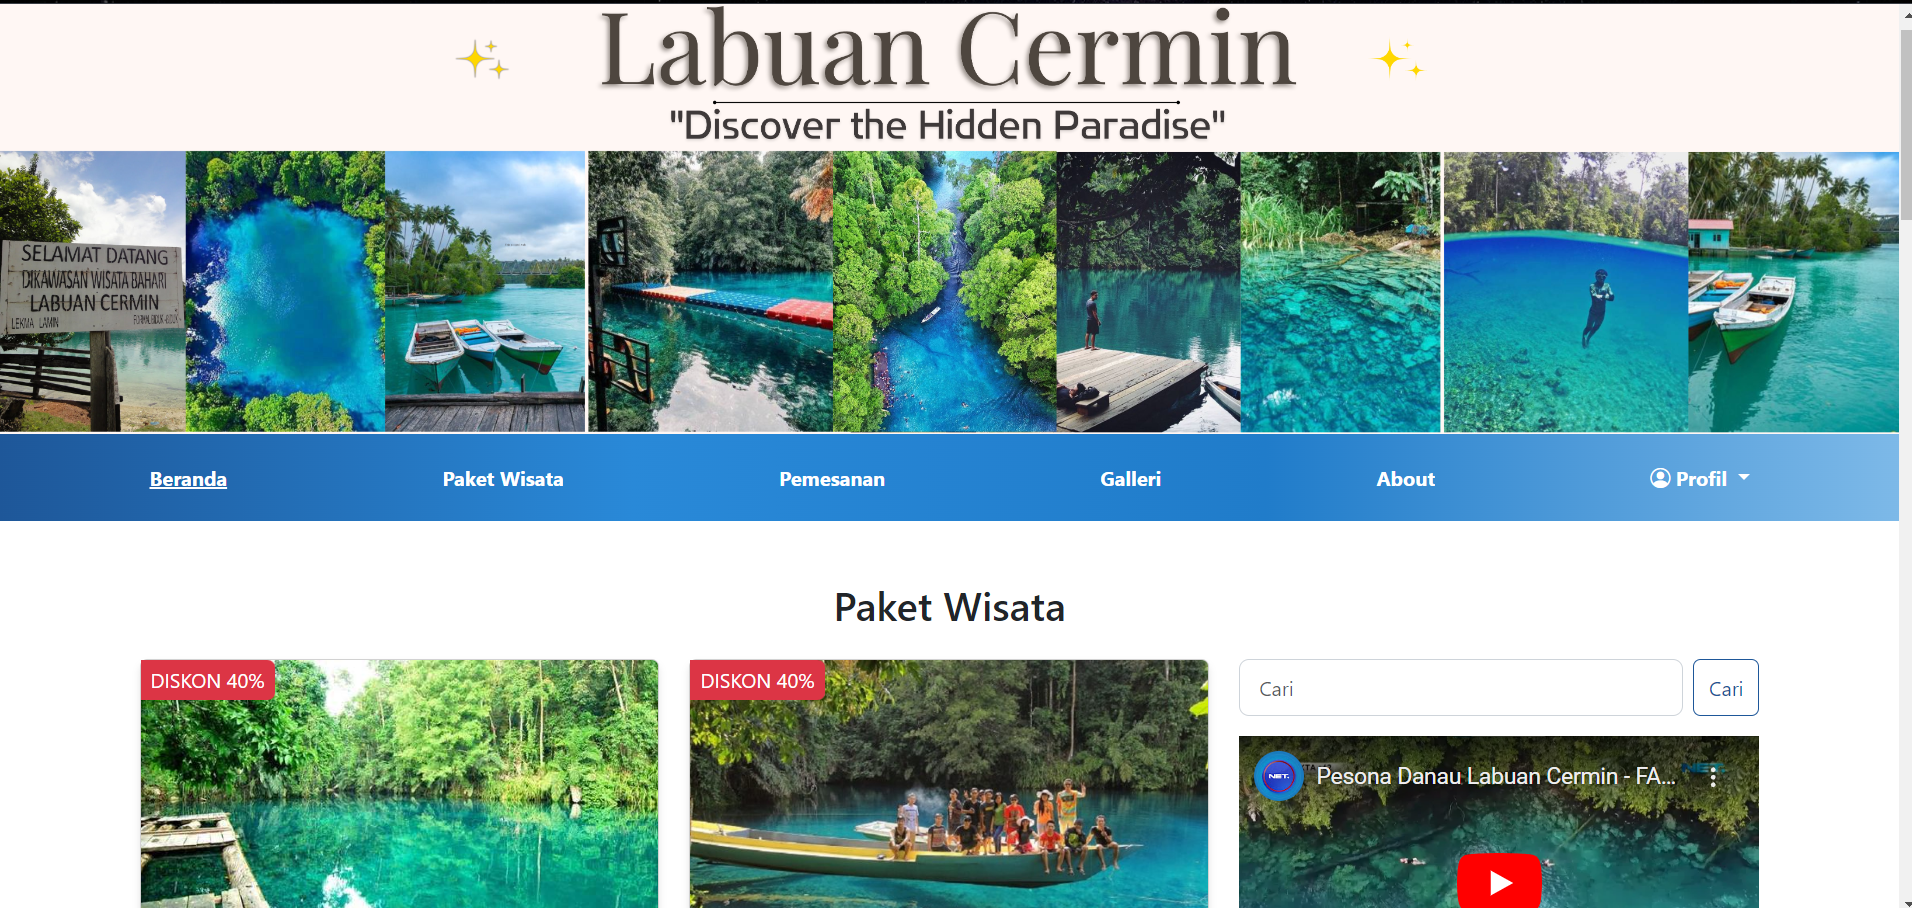 Labuan Cermin
"Discover the Hidden Paradise"
SELAMAT DATANG
DIKAWASAN WISATA BAHARI
LABUAN CERMIN
LEKMA LAMIN
Beranda
Paket Wisata
Pemesanan
Galleri
About
Profil
Paket Wisata
DISKON 40%
DISKON 40%
Cari
Cari
NET.
Pesona Danau Labuan Cermin - FA...